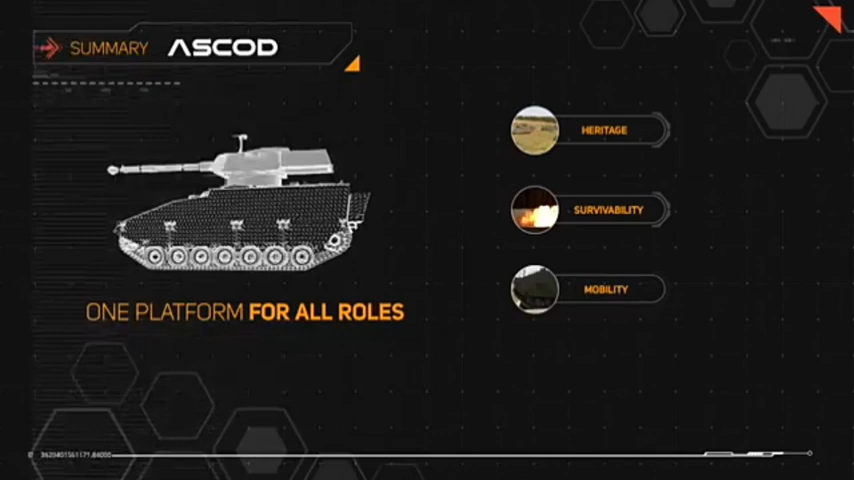 SUMMARY ASCOD
HERITAGE
SURVIVABILITY
MOBILITY
ONE PLATFORM FOR ALL ROLES